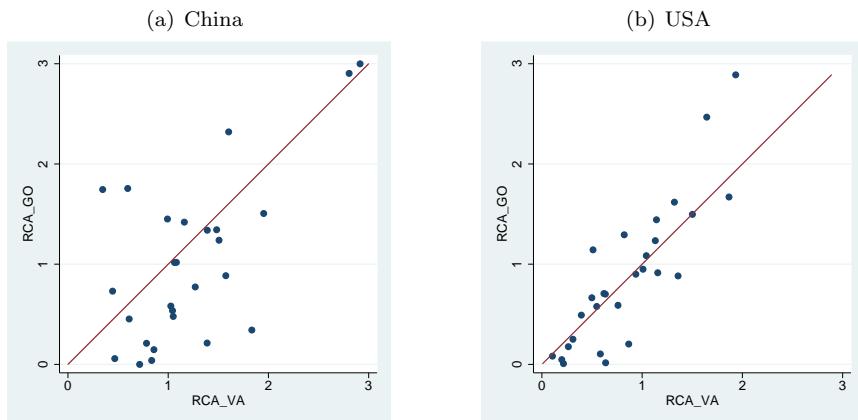 (a) China
(b) USA
3
2
1
0
RCA_GO
0 1 2 3
RCA_VA
3
2
1
0
RCA_GO
0 1 2 3
RCA_VA